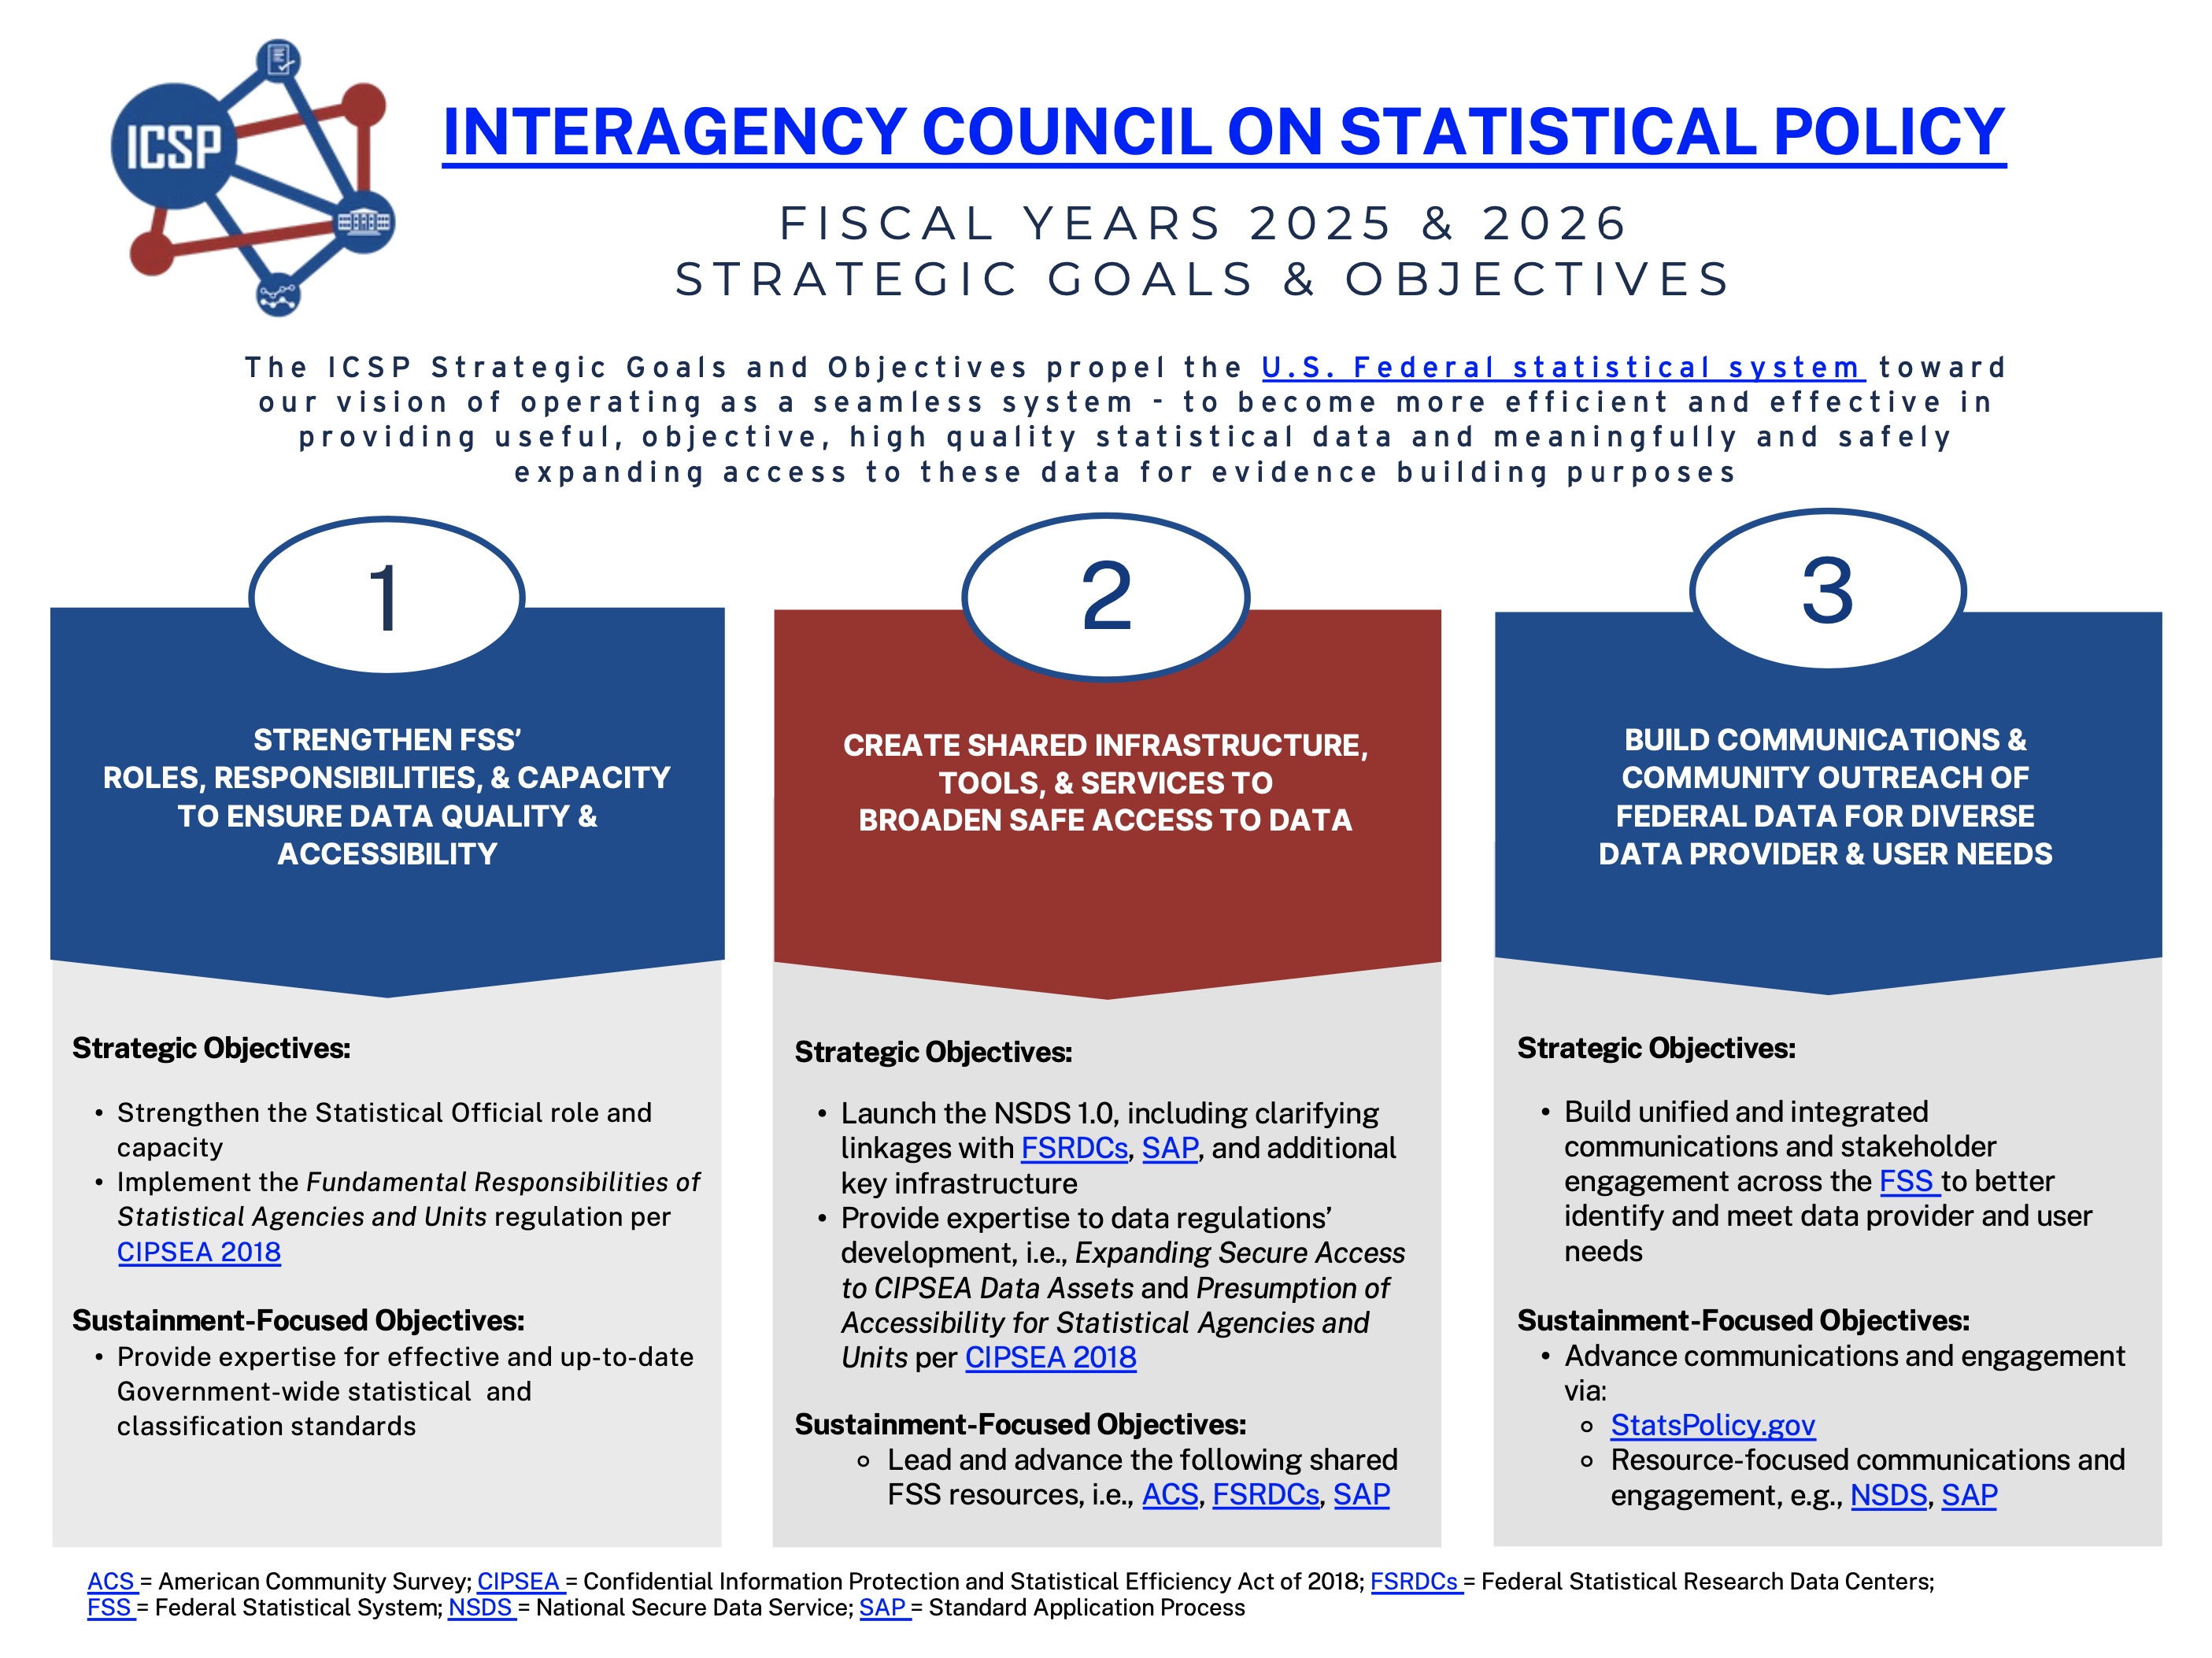 ICSP
INTERAGENCY COUNCIL ON STATISTICAL POLICY
FISCAL YEARS 2025 & 2026
STRATEGIC GOALS & OBJECTIVES
The ICSP Strategic Goals and Objectives propel the U.S. Federal statistical system toward
our vision of operating as a seamless system - to become more efficient and effective in
providing useful, objective, high quality statistical data and meaningfully and safely
expanding access to these data for evidence building purposes
1
STRENGTHEN FSS’
ROLES, RESPONSIBILITIES, & CAPACITY
TO ENSURE DATA QUALITY &
ACCESSIBILITY
Strategic Objectives:
• Strengthen the Statistical Official role and
capacity
• Implement the Fundamental Responsibilities of
Statistical Agencies and Units regulation per
CIPSEA 2018
Sustainment-Focused Objectives:
• Provide expertise for effective and up-to-date
Government-wide statistical and
classification standards
2
CREATE SHARED INFRASTRUCTURE,
TOOLS, & SERVICES TO
BROADEN SAFE ACCESS TO DATA
Strategic Objectives:
• Launch the NSDS 1.0, including clarifying
linkages with FSRDCs, SAP, and additional
key infrastructure
• Provide expertise to data regulations’
development, i.e., Expanding Secure Access
to CIPSEA Data Assets and Presumption of
Accessibility for Statistical Agencies and
Units per CIPSEA 2018
Sustainment-Focused Objectives:
∘ Lead and advance the following shared
FSS resources, i.e., ACS, FSRDCs, SAP
3
BUILD COMMUNICATIONS &
COMMUNITY OUTREACH OF
FEDERAL DATA FOR DIVERSE
DATA PROVIDER & USER NEEDS
Strategic Objectives:
• Build unified and integrated
communications and stakeholder
engagement across the FSS to better
identify and meet data provider and user
needs
Sustainment-Focused Objectives:
• Advance communications and engagement
via:
∘ StatsPolicy.gov
∘ Resource-focused communications and
engagement, e.g., NSDS, SAP
ACS = American Community Survey; CIPSEA = Confidential Information Protection and Statistical Efficiency Act of 2018; FSRDCs = Federal Statistical Research Data Centers;
FSS = Federal Statistical System; NSDS = National Secure Data Service; SAP = Standard Application Process